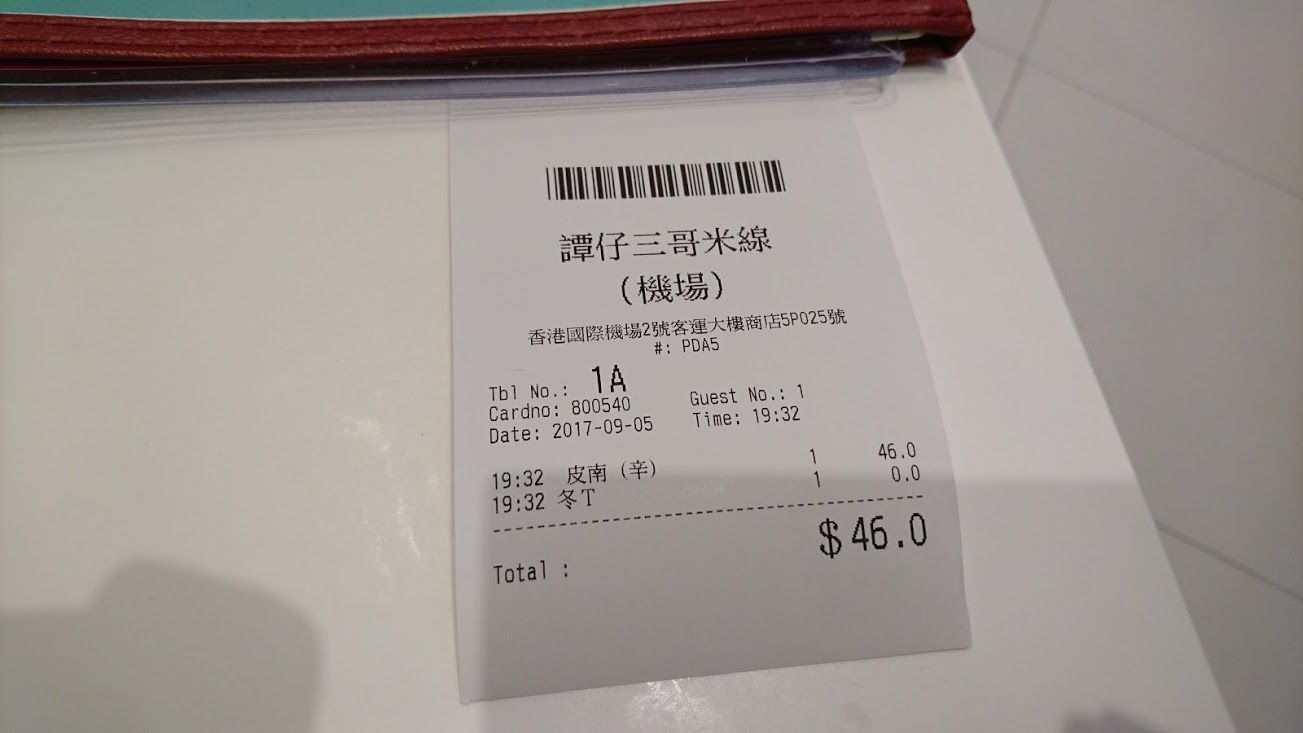 譚仔三哥米線
(機場)
香港國際機場2號客運大樓商店5P025號
#: PDA5
Tbl No.: 1A
Cardno: 800540 Guest No.: 1
Date: 2017-09-05 Time: 19:32
19:32 皮南 (辛) 1 46.0
19:32 冬T 1 0.0
$46.0
Total :